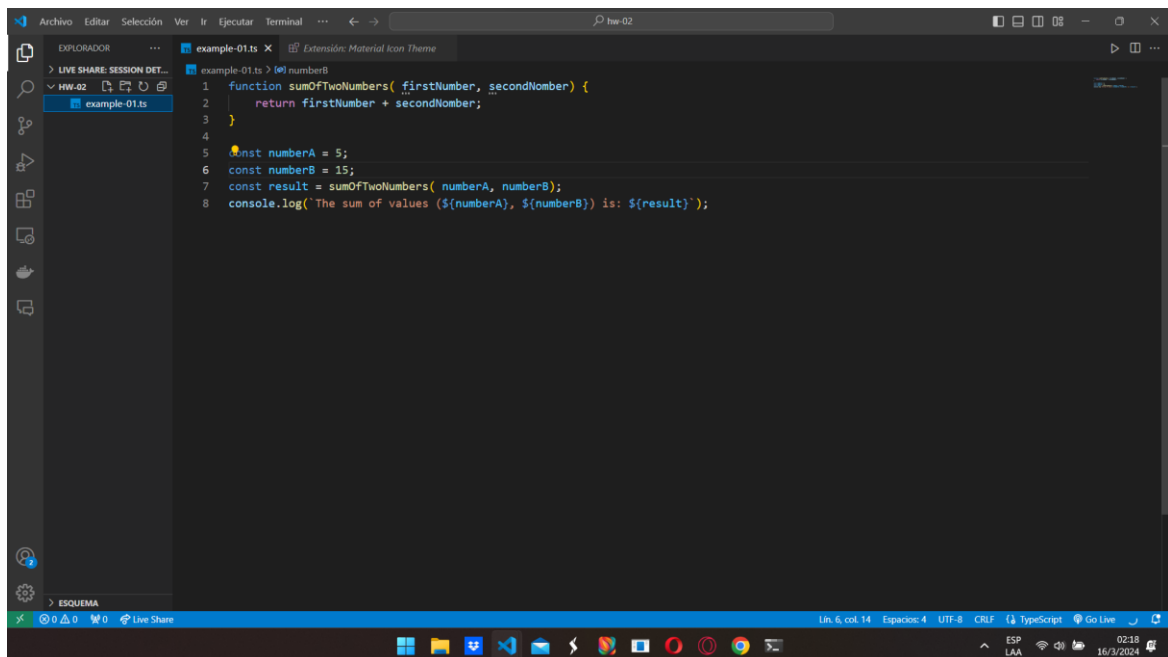 Archivo Editar Selección Ver Ir Ejecutar Terminal ··· hw-02
EXPLORADOR ···
example-01.ts Extensión: Material Icon Theme
LIVE SHARE: SESSION DET...
example-01.ts > numberB
HW-02
example-01.ts
1 function sumOfTwoNumbers( firstNumber, secondNomber) {
2 return firstNumber + secondNomber;
3 }
4
5 const numberA = 5;
6 const numberB = 15;
7 const result = sumOfTwoNumbers( numberA, numberB);
8 console.log(`The sum of values (${numberA}, ${numberB}) is: ${result}`);
2
ESQUEMA
0 0 0 Live Share Lín. 6, col. 14 Espacios: 4 UTF-8 CRLF TypeScript Go Live
ESP
LAA
02:18
16/3/2024